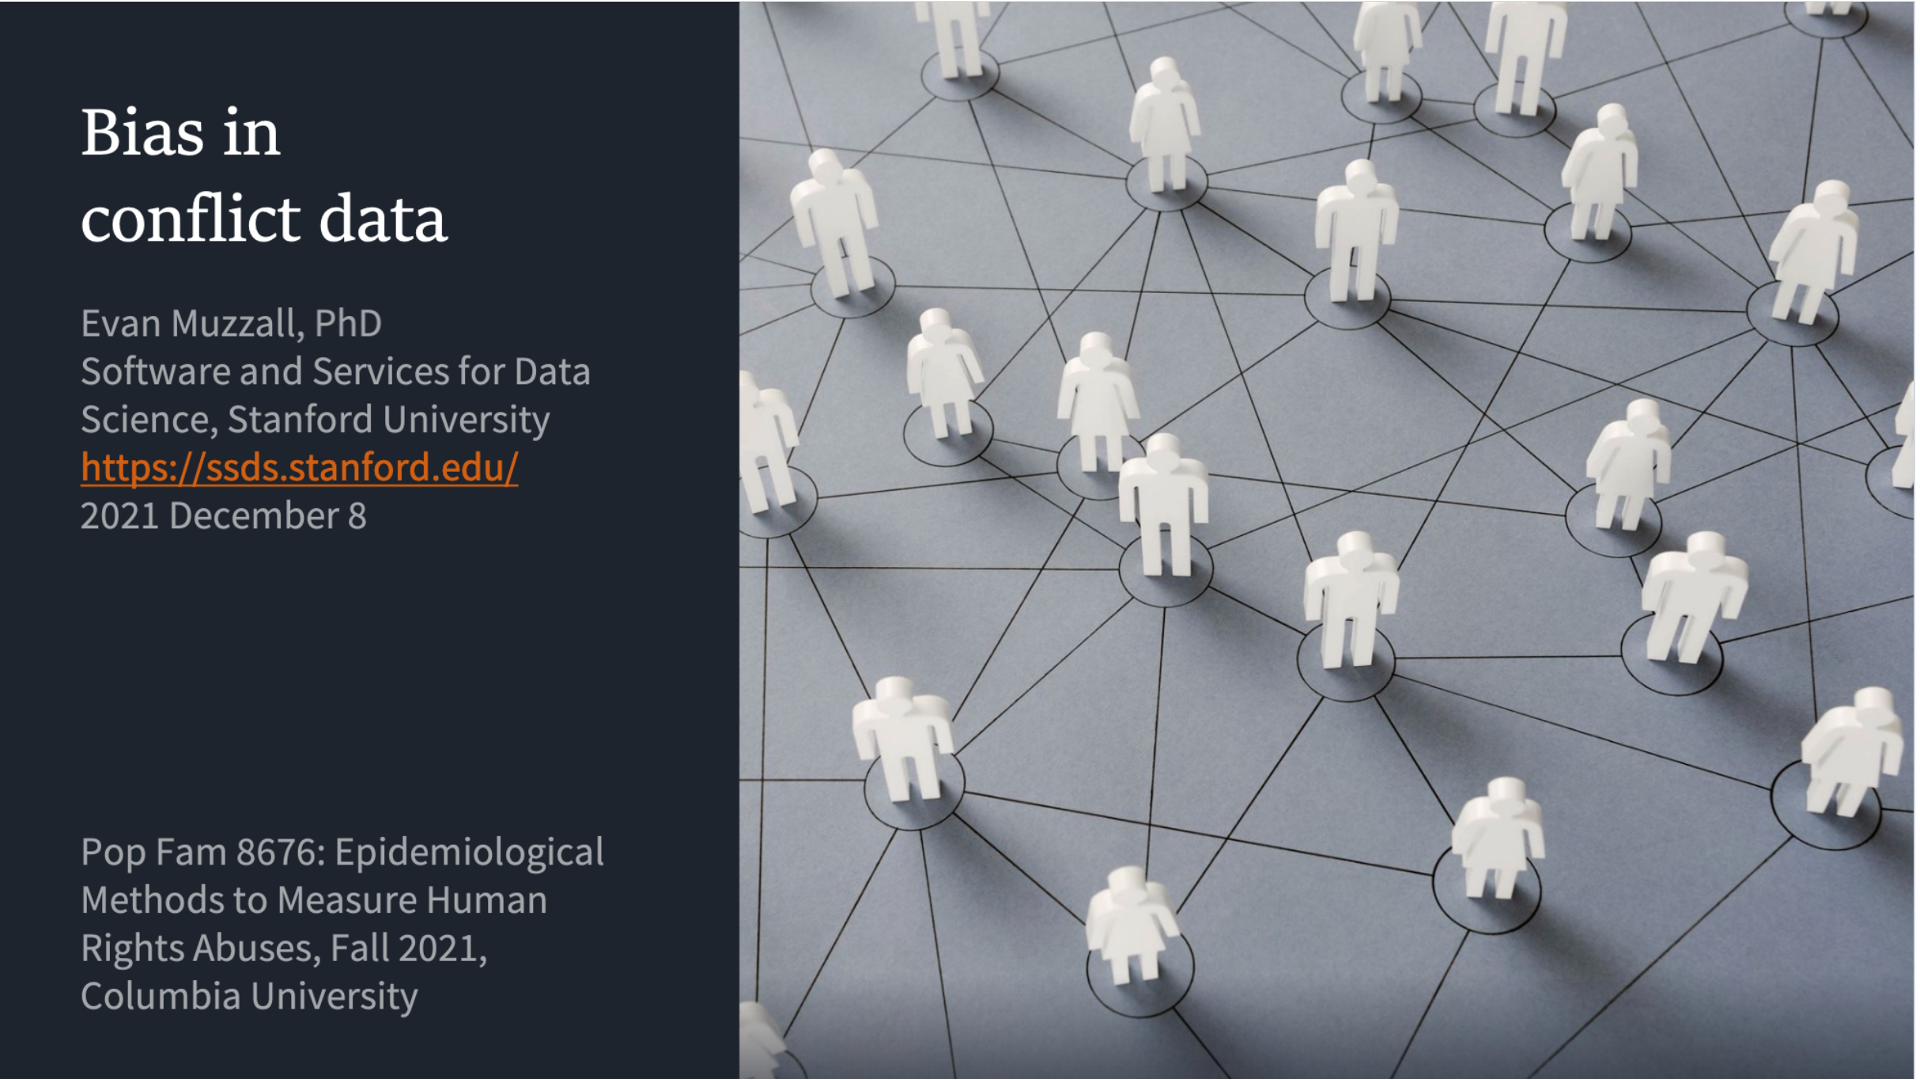 Bias in
conflict data
Evan Muzzall, PhD
Software and Services for Data
Science, Stanford University
https://ssds.stanford.edu/
2021 December 8
Pop Fam 8676: Epidemiological
Methods to Measure Human
Rights Abuses, Fall 2021,
Columbia University